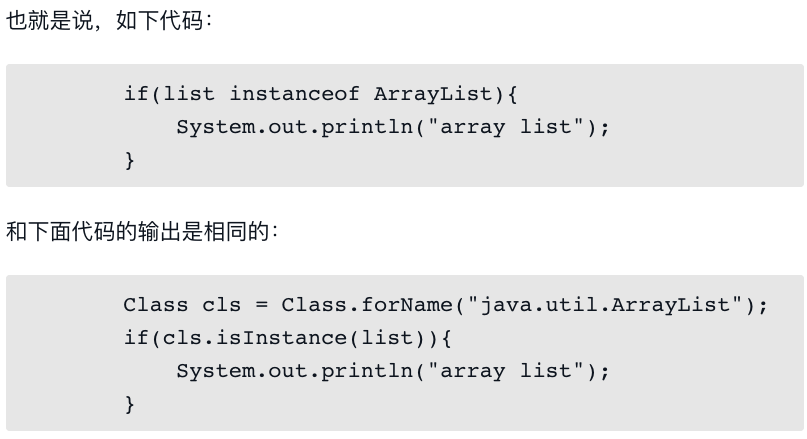 也就是说，如下代码：
if(list instanceof ArrayList){
    System.out.println("array list");
}
和下面代码的输出是相同的：
Class cls = Class.forName("java.util.ArrayList");
if(cls.isInstance(list)){
    System.out.println("array list");
}